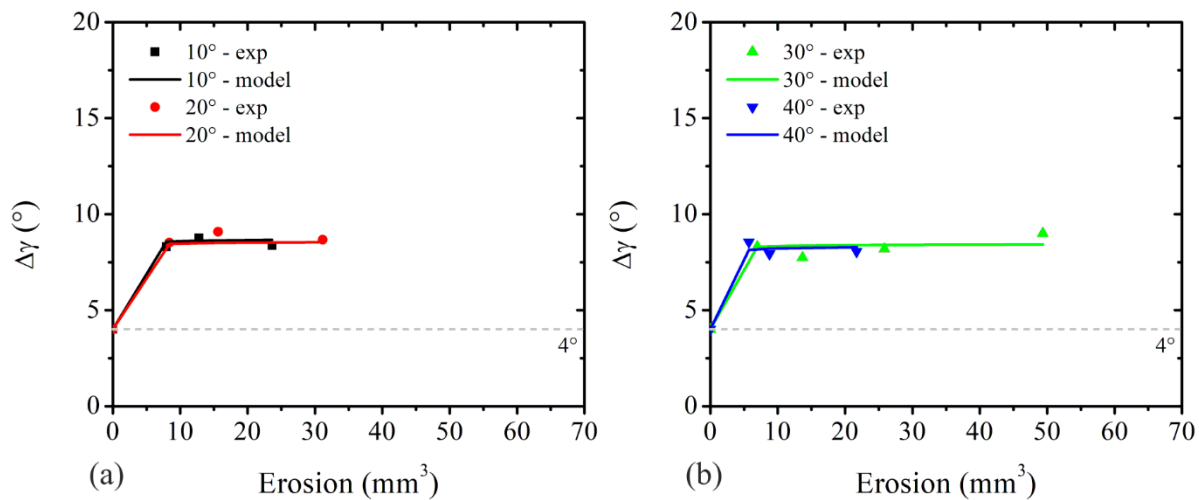 20
15
10
5
0
Δγ (°)
10° - exp
10° - model
20° - exp
20° - model
4°
0 10 20 30 40 50 60 70
(a) Erosion (mm³)
20
15
10
5
0
Δγ (°)
30° - exp
30° - model
40° - exp
40° - model
4°
0 10 20 30 40 50 60 70
(b) Erosion (mm³)